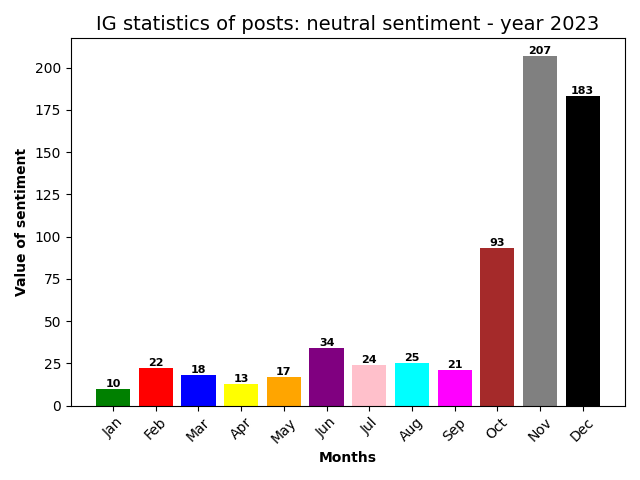 IG statistics of posts: neutral sentiment - year 2023
Value of sentiment
200
175
150
125
100
75
50
25
0
10
22
18
13
17
34
24
25
21
93
207
183
Jan
Feb
Mar
Apr
May
Jun
Jul
Aug
Sep
Oct
Nov
Dec
Months